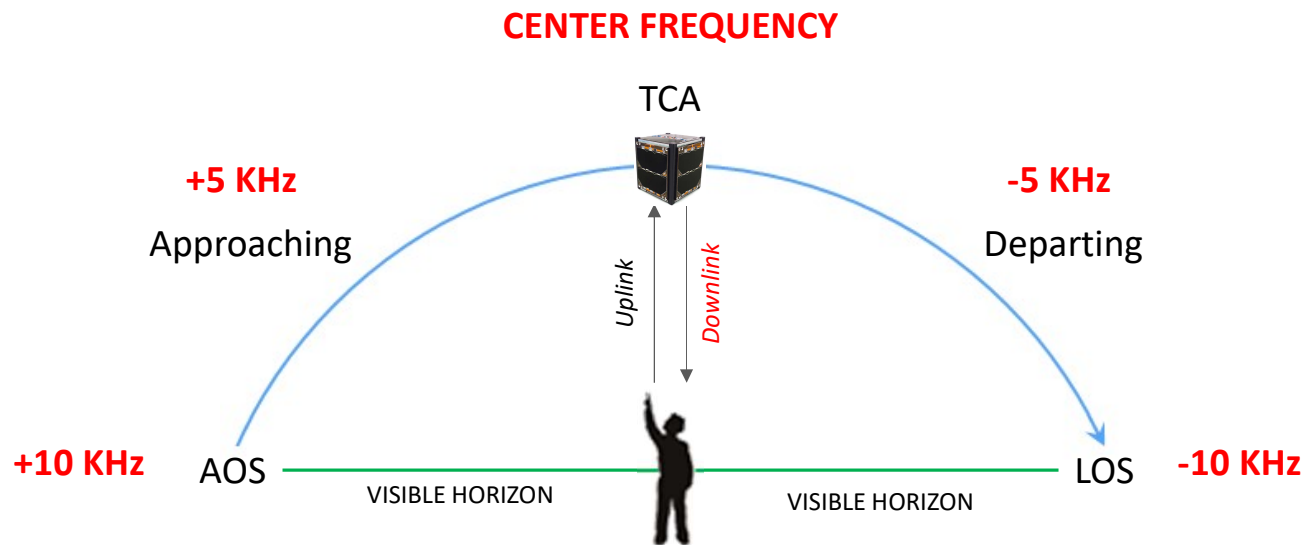 CENTER FREQUENCY
TCA
+5 KHz
-5 KHz
Approaching
Departing
Uplink
Downlink
+10 KHz
AOS
LOS
-10 KHz
VISIBLE HORIZON
VISIBLE HORIZON